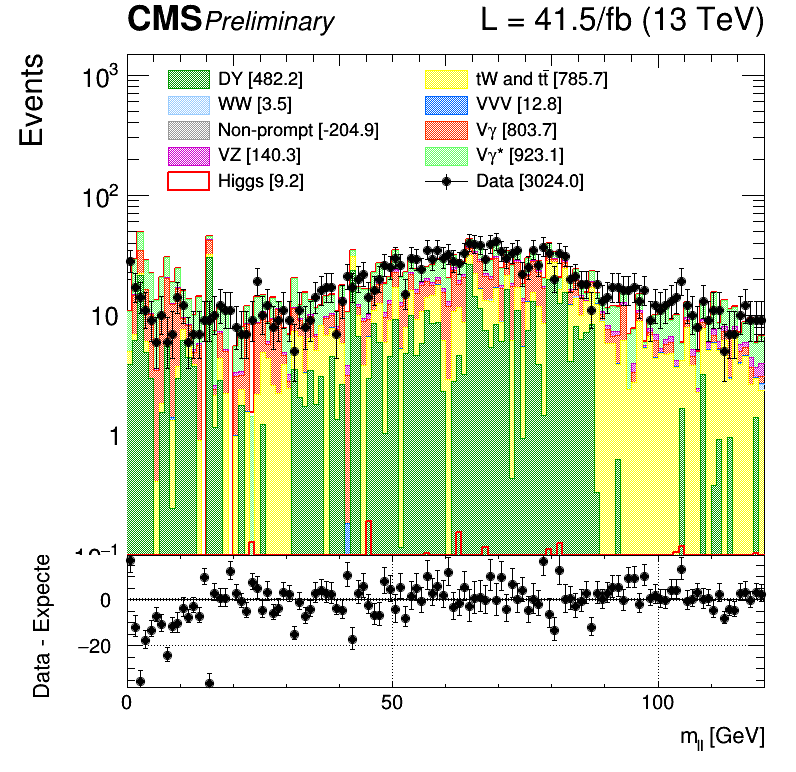 CMS Preliminary L = 41.5/fb (13 TeV)
Events
10³
10²
10
1
10⁻¹
DY [482.2]
WW [3.5]
Non-prompt [-204.9]
VZ [140.3]
Higgs [9.2]
tW and tt̄ [785.7]
VVV [12.8]
Vγ [803.7]
Vγ* [923.1]
Data [3024.0]
Data - Expecte
0
−20
0 50 100
m_ll [GeV]